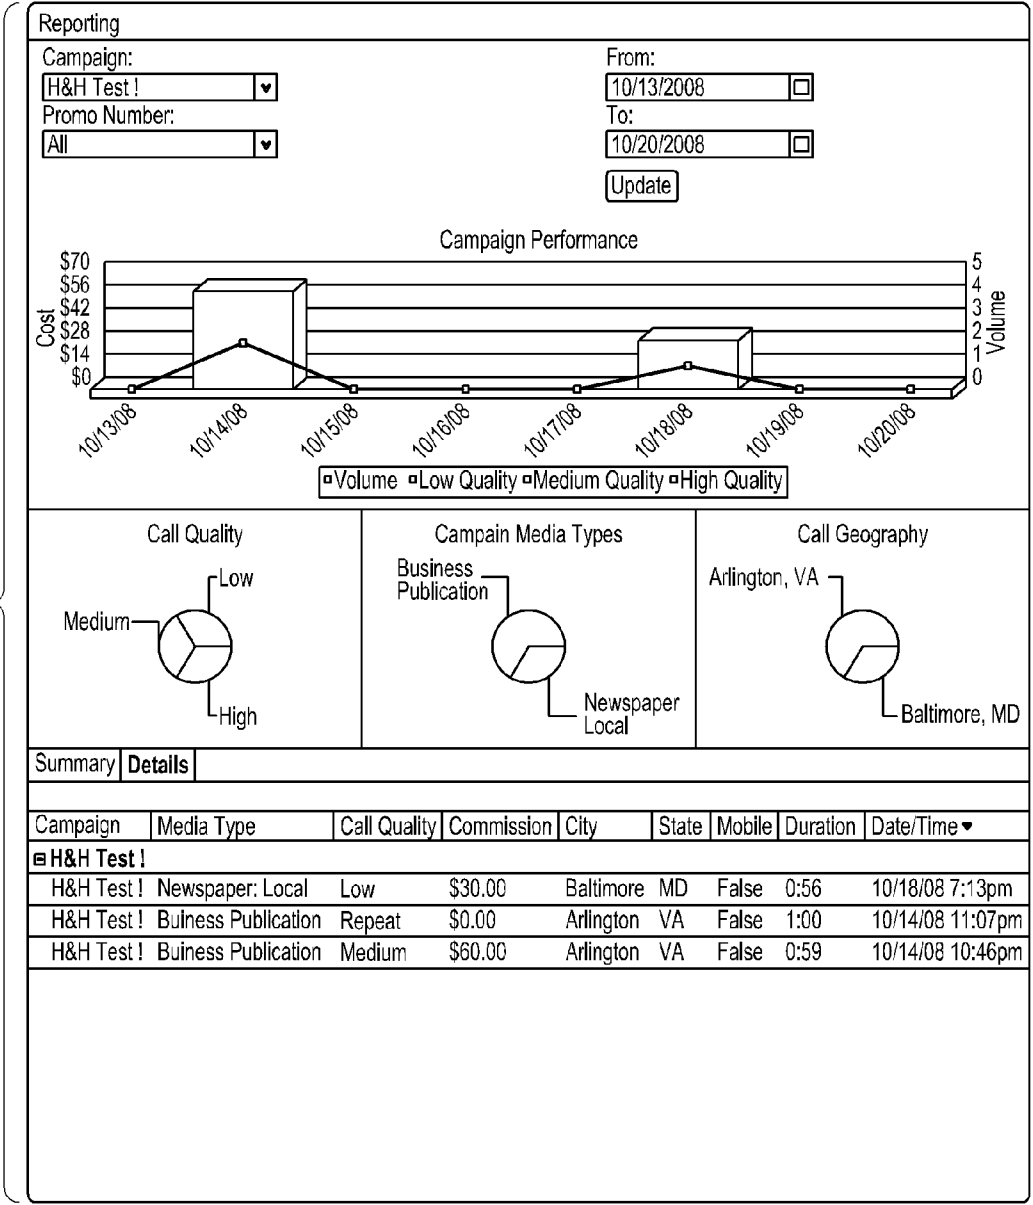 Reporting
Campaign:
H&H Test !
Promo Number:
All
From:
10/13/2008
To:
10/20/2008
Update
Campaign Performance
Cost
$70
$56
$42
$28
$14
$0
5
4
3
2
1
0
Volume
10/13/08
10/14/08
10/15/08
10/16/08
10/17/08
10/18/08
10/19/08
10/20/08
Volume Low Quality Medium Quality High Quality
Call Quality
Low
Medium
High
Campain Media Types
Business
Publication
Newspaper
Local
Call Geography
Arlington, VA
Baltimore, MD
Summary Details
Campaign Media Type Call Quality Commission City State Mobile Duration Date/Time
H&H Test !
H&H Test ! Newspaper: Local Low $30.00 Baltimore MD False 0:56 10/18/08 7:13pm
H&H Test ! Buiness Publication Repeat $0.00 Arlington VA False 1:00 10/14/08 11:07pm
H&H Test ! Buiness Publication Medium $60.00 Arlington VA False 0:59 10/14/08 10:46pm